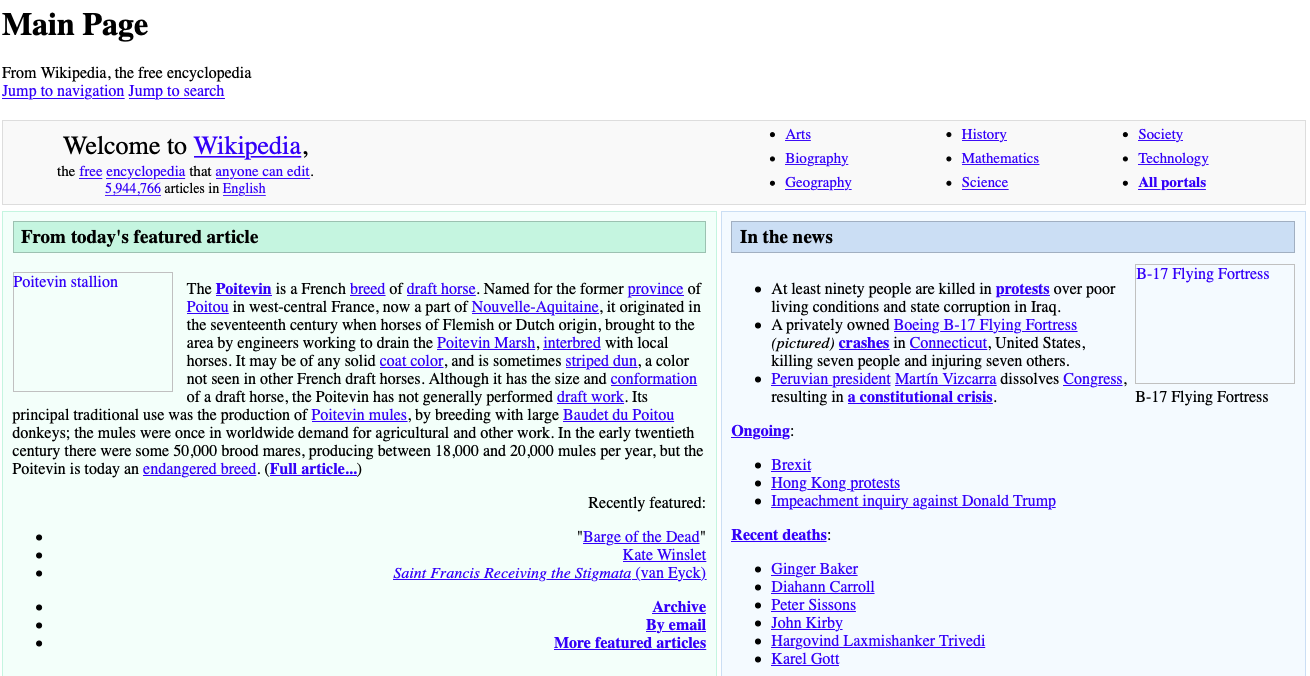 Main Page
From Wikipedia, the free encyclopedia
Jump to navigation Jump to search
Welcome to Wikipedia,
the free encyclopedia that anyone can edit.
5,944,766 articles in English
Arts
Biography
Geography
History
Mathematics
Science
Society
Technology
All portals
From today's featured article
Poitevin stallion
The Poitevin is a French breed of draft horse. Named for the former province of
Poitou in west-central France, now a part of Nouvelle-Aquitaine, it originated in
the seventeenth century when horses of Flemish or Dutch origin, brought to the
area by engineers working to drain the Poitevin Marsh, interbred with local
horses. It may be of any solid coat color, and is sometimes striped dun, a color
not seen in other French draft horses. Although it has the size and conformation
of a draft horse, the Poitevin has not generally performed draft work. Its
principal traditional use was the production of Poitevin mules, by breeding with large Baudet du Poitou
donkeys; the mules were once in worldwide demand for agricultural and other work. In the early twentieth
century there were some 50,000 brood mares, producing between 18,000 and 20,000 mules per year, but the
Poitevin is today an endangered breed. (Full article...)
Recently featured:
"Barge of the Dead"
Kate Winslet
Saint Francis Receiving the Stigmata (van Eyck)
Archive
By email
More featured articles
In the news
B-17 Flying Fortress
B-17 Flying Fortress
At least ninety people are killed in protests over poor
living conditions and state corruption in Iraq.
A privately owned Boeing B-17 Flying Fortress
(pictured) crashes in Connecticut, United States,
killing seven people and injuring seven others.
Peruvian president Martín Vizcarra dissolves Congress,
resulting in a constitutional crisis.
Ongoing:
Brexit
Hong Kong protests
Impeachment inquiry against Donald Trump
Recent deaths:
Ginger Baker
Diahann Carroll
Peter Sissons
John Kirby
Hargovind Laxmishanker Trivedi
Karel Gott